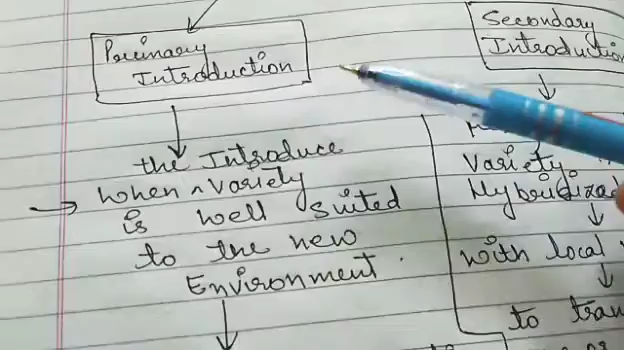 Primary
Introduction
the Introduce
when ^ Variety
is well suited
to the new
Environment.
Secondary
Introduction
Variety
Hybridized
with local
to